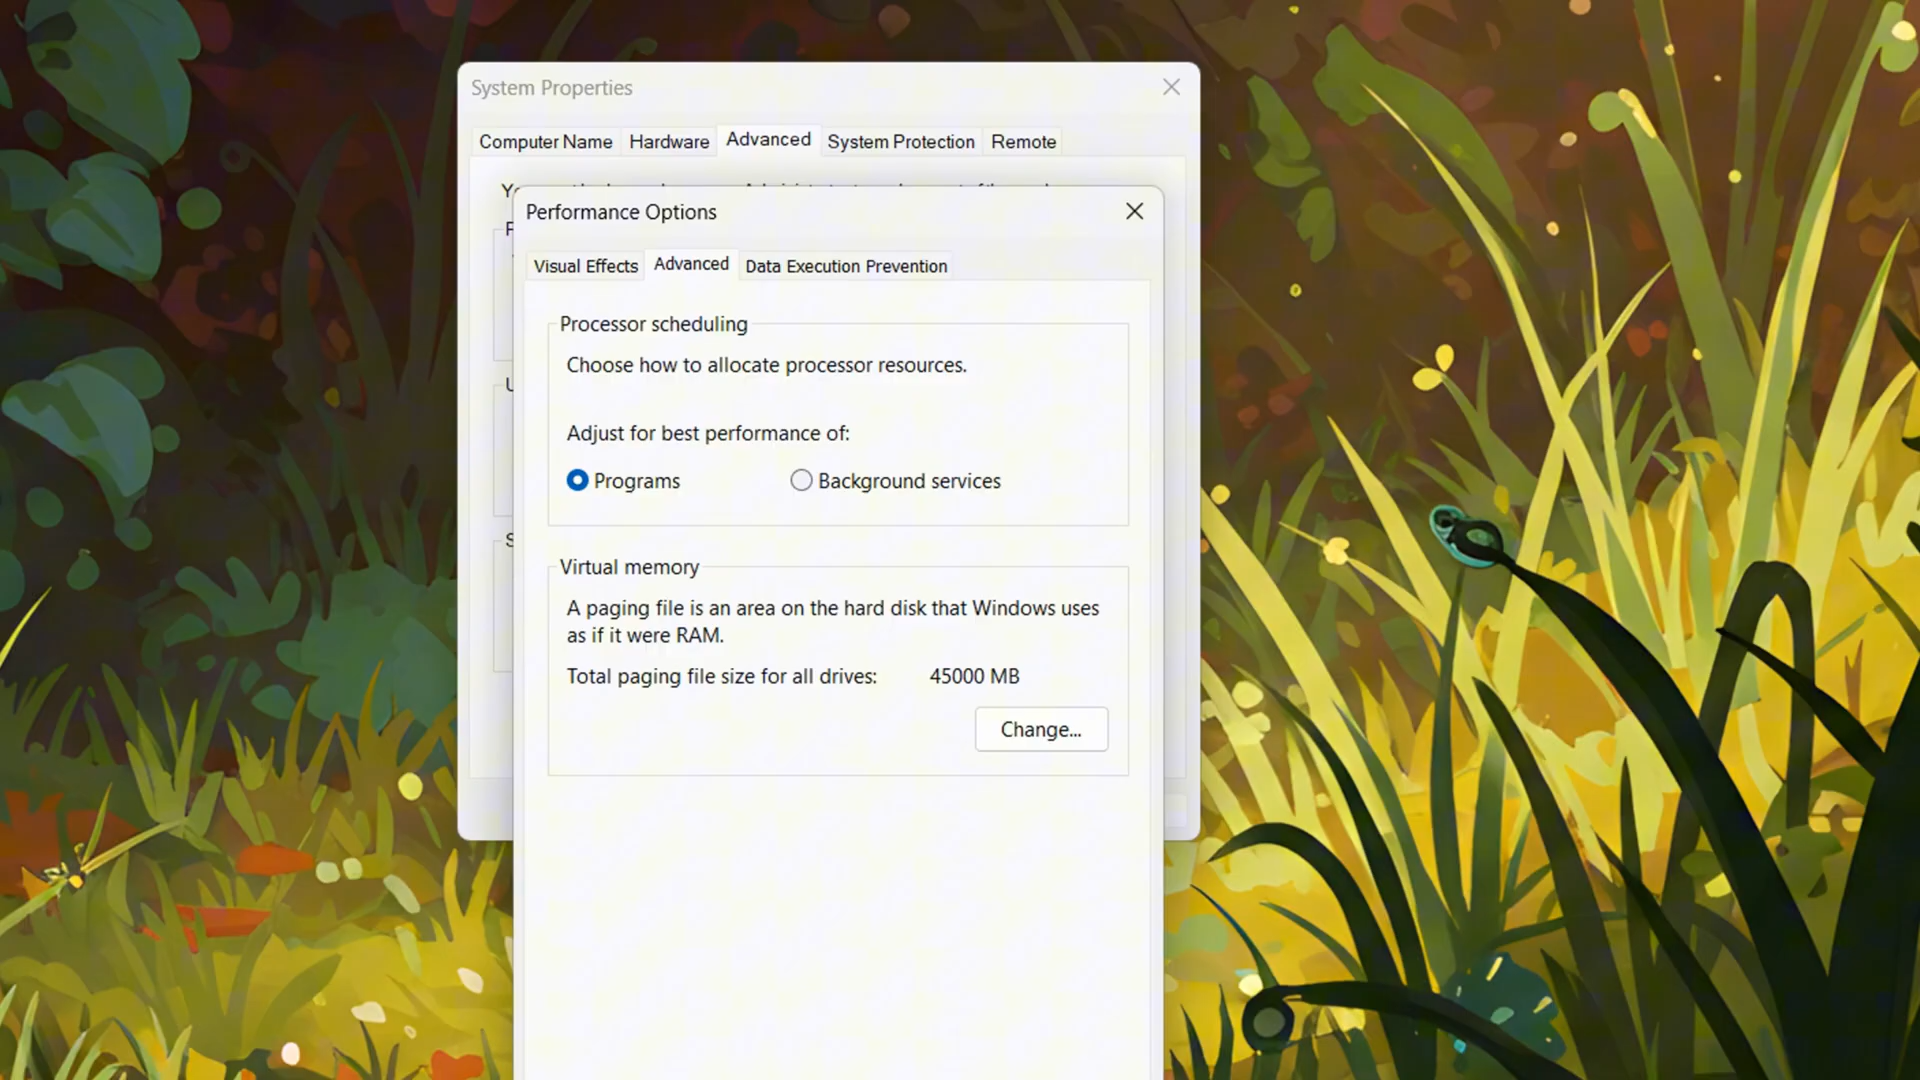 System Properties
Computer Name
Hardware
Advanced
System Protection
Remote
Performance Options
Visual Effects
Advanced
Data Execution Prevention
Processor scheduling
Choose how to allocate processor resources.
Adjust for best performance of:
Programs
Background services
Virtual memory
A paging file is an area on the hard disk that Windows uses
as if it were RAM.
Total paging file size for all drives: 45000 MB
Change...